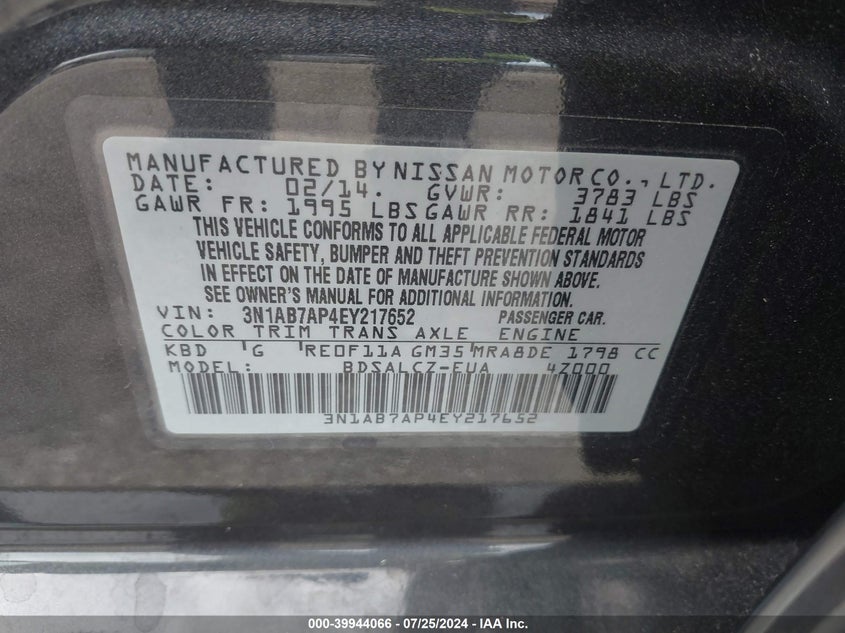 MANUFACTURED BY NISSAN MOTOR CO., LTD.
DATE: 02/14. GVWR: 3783 LBS
GAWR FR: 1995 LBS GAWR RR: 1841 LBS
THIS VEHICLE CONFORMS TO ALL APPLICABLE FEDERAL MOTOR
VEHICLE SAFETY, BUMPER AND THEFT PREVENTION STANDARDS
IN EFFECT ON THE DATE OF MANUFACTURE SHOWN ABOVE.
SEE OWNER'S MANUAL FOR ADDITIONAL INFORMATION.
VIN: 3N1AB7AP4EY217652 PASSENGER CAR.
COLOR TRIM TRANS AXLE ENGINE
KBD G RE0F11A GM35 MRA8DE 1798 CC
MODEL: BDSALCZ-EUA 4Z000
3N1AB7AP4EY217652
000-39944066 - 07/25/2024 - IAA, Inc.